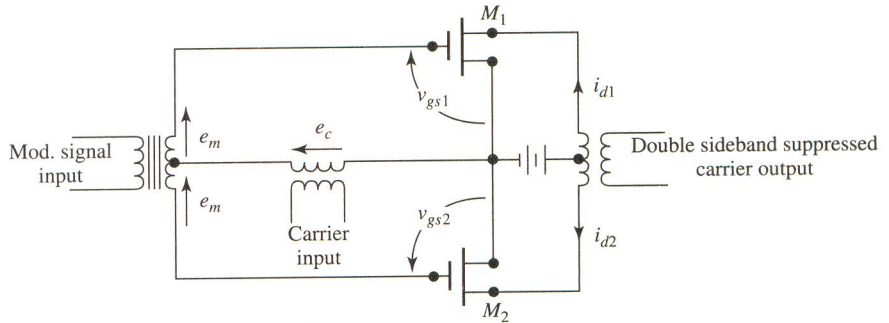 M1
vgs1
id1
Mod. signal
input
em
ec
Double sideband suppressed
carrier output
em
vgs2
Carrier
input
id2
M2